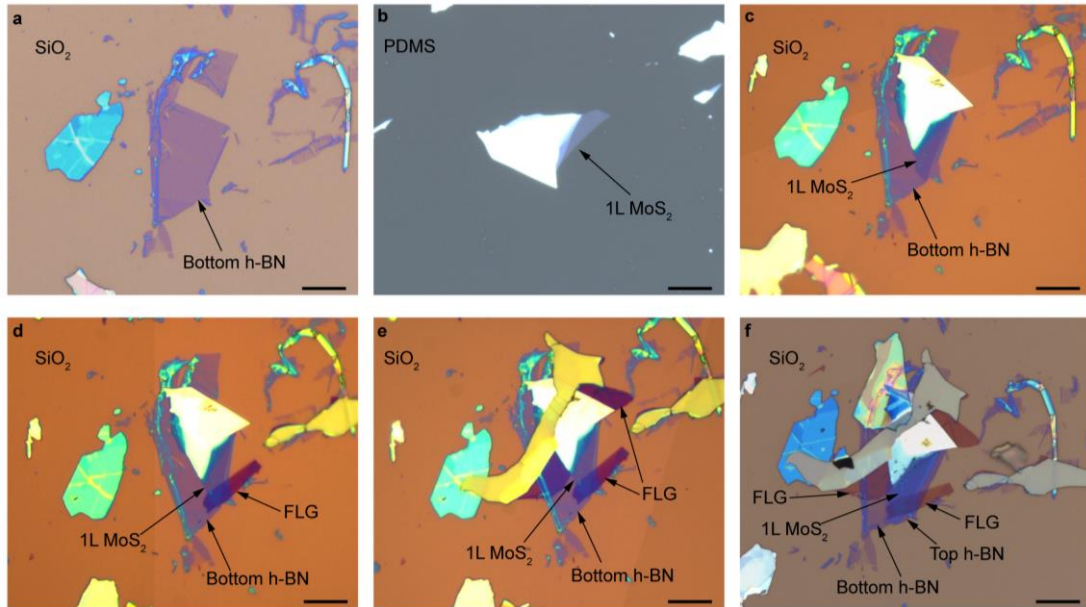 a
SiO₂
Bottom h-BN
b
PDMS
1L MoS₂
c
SiO₂
1L MoS₂
Bottom h-BN
d
SiO₂
FLG
1L MoS₂
Bottom h-BN
e
SiO₂
FLG
1L MoS₂
Bottom h-BN
f
SiO₂
FLG
1L MoS₂
FLG
Top h-BN
Bottom h-BN